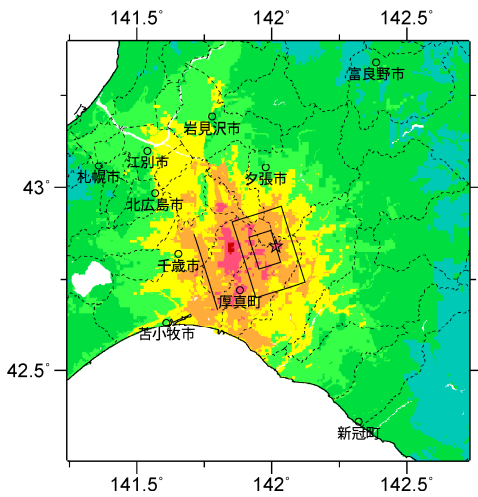 141.5° 142° 142.5°
富良野市
岩見沢市
江別市
札幌市
夕張市
43°
北広島市
千歳市
厚真町
苫小牧市
42.5°
新冠町
141.5° 142° 142.5°